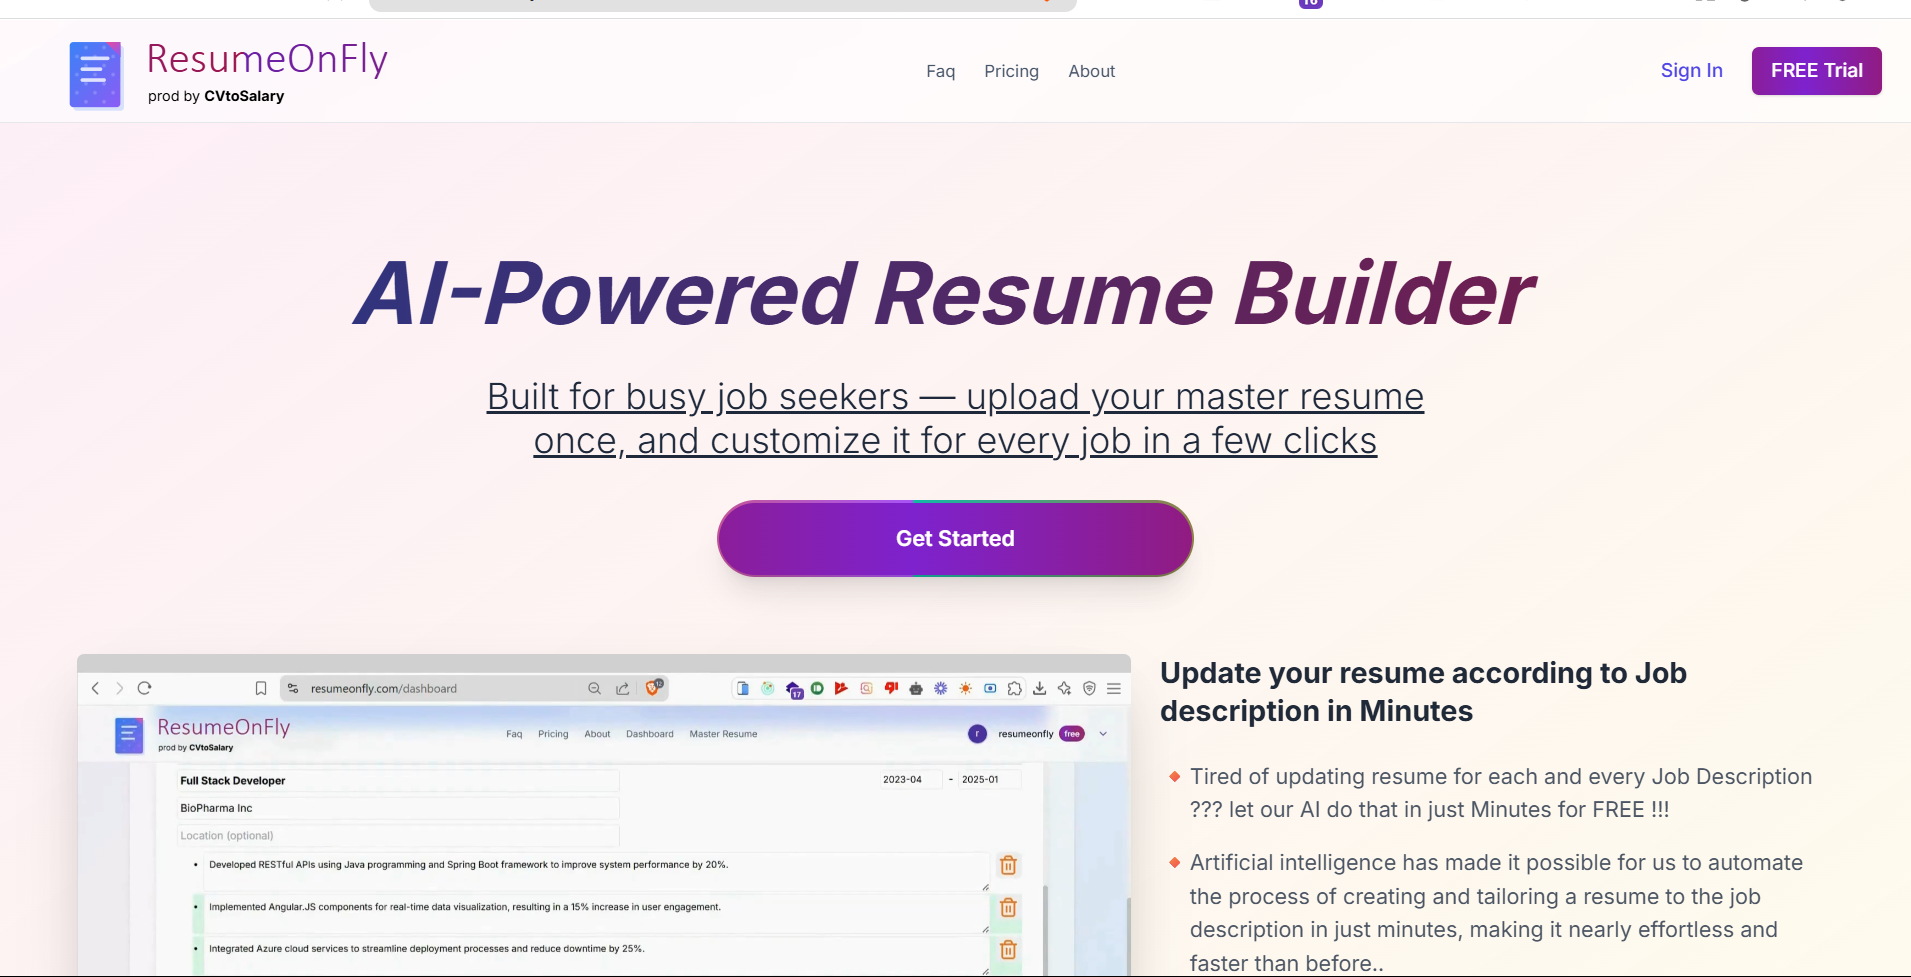 16
ResumeOnFly
prod by CVtoSalary
Faq
Pricing
About
Sign In
FREE Trial
AI-Powered Resume Builder
Built for busy job seekers — upload your master resume
once, and customize it for every job in a few clicks
Get Started
resumeonfly.com/dashboard
17
ResumeOnFly
prod by CVtoSalary
Faq
Pricing
About
Dashboard
Master Resume
r
resumeonfly
free
Full Stack Developer
2023-04 - 2025-01
BioPharma Inc
Location (optional)
• Developed RESTful APIs using Java programming and Spring Boot framework to improve system performance by 20%.
• Implemented Angular.JS components for real-time data visualization, resulting in a 15% increase in user engagement.
• Integrated Azure cloud services to streamline deployment processes and reduce downtime by 25%.
Update your resume according to Job
description in Minutes
🔸 Tired of updating resume for each and every Job Description
??? let our AI do that in just Minutes for FREE !!!
🔸 Artificial intelligence has made it possible for us to automate
the process of creating and tailoring a resume to the job
description in just minutes, making it nearly effortless and
faster than before..